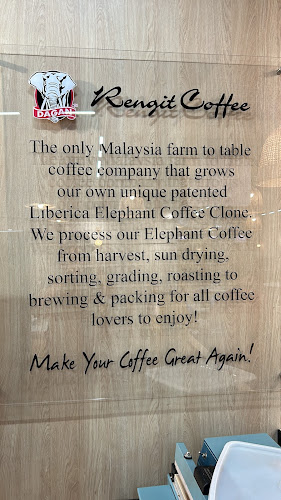 DAGANG
Rengit Coffee
The only Malaysia farm to table
coffee company that grows
our own unique patented
Liberica Elephant Coffee Clone.
We process our Elephant Coffee
from harvest, sun drying,
sorting, grading, roasting to
brewing & packing for all coffee
lovers to enjoy!
Make Your Coffee Great Again!